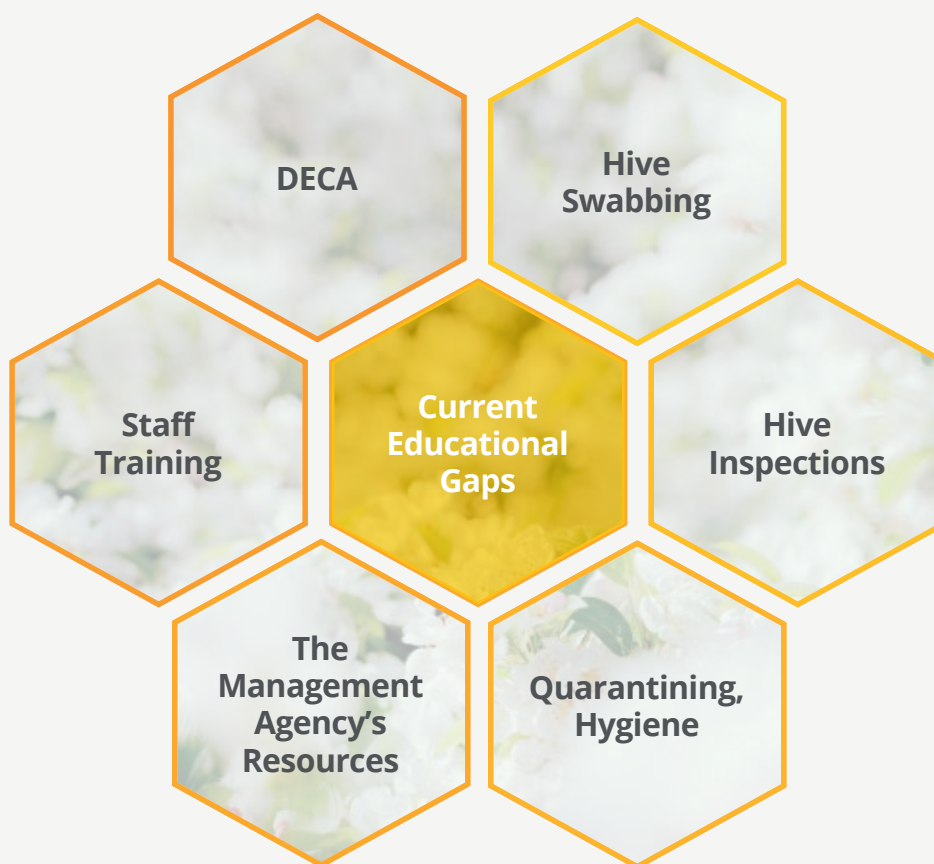 DECA
Hive
Swabbing
Staff
Training
Current
Educational
Gaps
Hive
Inspections
The
Management
Agency’s
Resources
Quarantining,
Hygiene